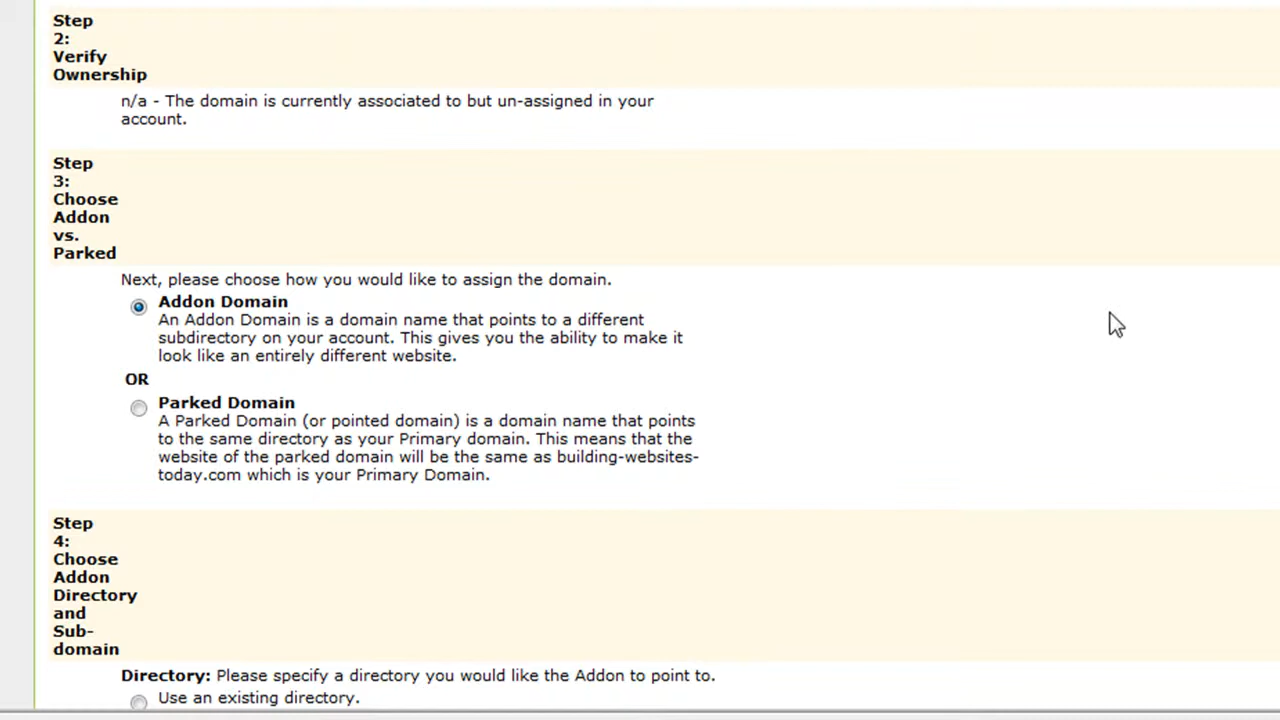 Step
2:
Verify
Ownership
n/a - The domain is currently associated to but un-assigned in your
account.
Step
3:
Choose
Addon
vs.
Parked
Next, please choose how you would like to assign the domain.
Addon Domain
An Addon Domain is a domain name that points to a different
subdirectory on your account. This gives you the ability to make it
look like an entirely different website.
OR
Parked Domain
A Parked Domain (or pointed domain) is a domain name that points
to the same directory as your Primary domain. This means that the
website of the parked domain will be the same as building-websites-
today.com which is your Primary Domain.
Step
4:
Choose
Addon
Directory
and
Sub-
domain
Directory: Please specify a directory you would like the Addon to point to.
Use an existing directory.